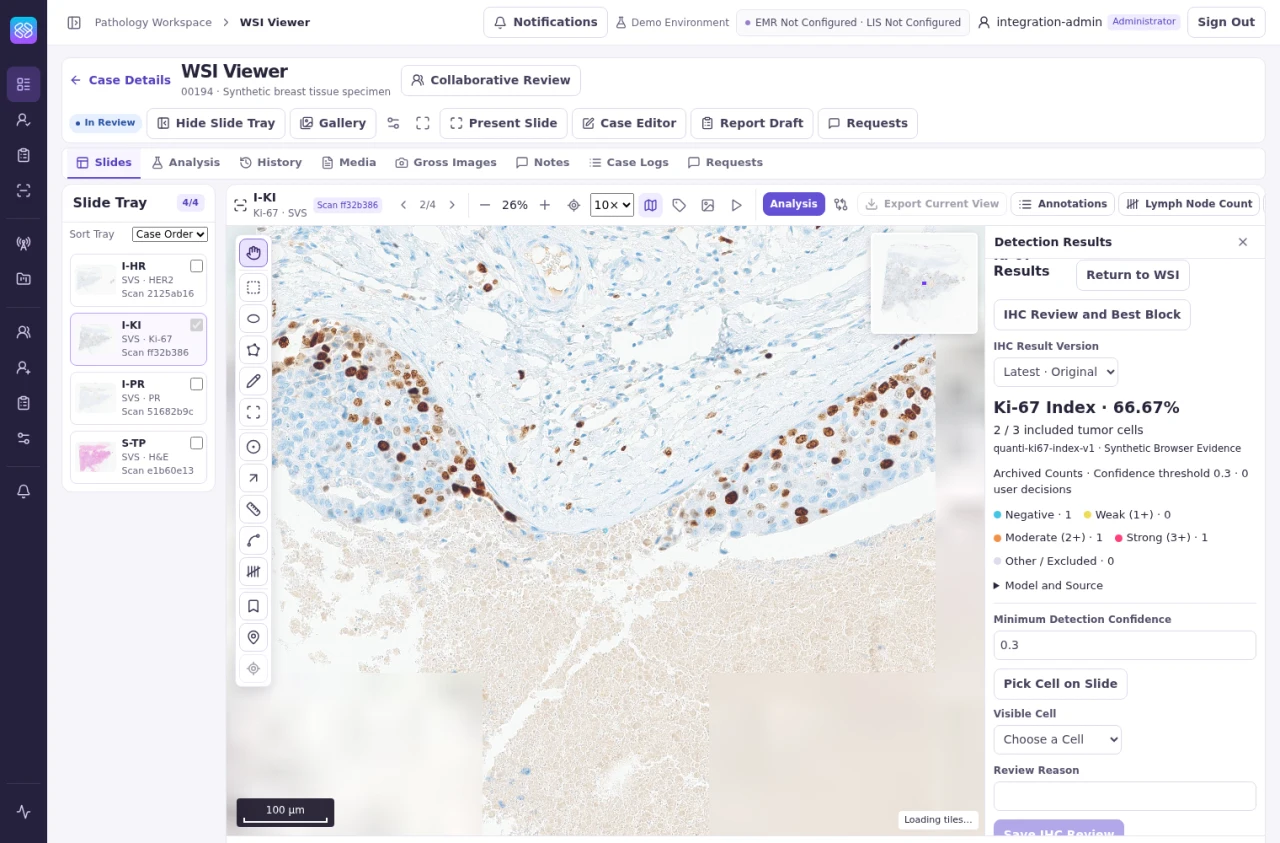 Pathology Workspace > WSI Viewer
Notifications
Demo Environment
EMR Not Configured · LIS Not Configured
integration-admin
Administrator
Sign Out
Case Details
WSI Viewer
00194 · Synthetic breast tissue specimen
Collaborative Review
In Review
Hide Slide Tray
Gallery
Present Slide
Case Editor
Report Draft
Requests
Slides
Analysis
History
Media
Gross Images
Notes
Case Logs
Requests
Slide Tray
4/4
Sort Tray
Case Order
I-HR
SVS · HER2
Scan 2125ab16
I-KI
SVS · Ki-67
Scan ff32b386
I-PR
SVS · PR
Scan 51682b9c
S-TP
SVS · H&E
Scan e1b60e13
I-KI
Ki-67 · SVS
Scan ff32b386
2/4
26%
10×
Analysis
Export Current View
Annotations
Lymph Node Count
100 µm
Loading tiles...
Detection Results
Results
Return to WSI
IHC Review and Best Block
IHC Result Version
Latest · Original
Ki-67 Index · 66.67%
2 / 3 included tumor cells
quanti-ki67-index-v1 · Synthetic Browser Evidence
Archived Counts · Confidence threshold 0.3 · 0
user decisions
Negative · 1
Weak (1+) · 0
Moderate (2+) · 1
Strong (3+) · 1
Other / Excluded · 0
Model and Source
Minimum Detection Confidence
0.3
Pick Cell on Slide
Visible Cell
Choose a Cell
Review Reason
Save IHC Review